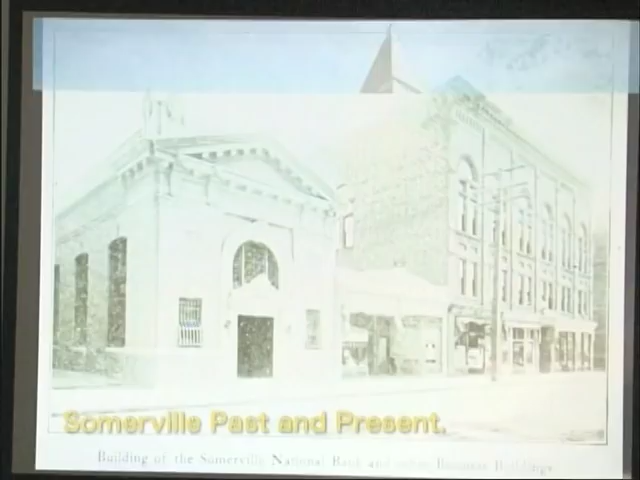 Somerville Past and Present.
Building of the Somerville National Bank and Business Buildings